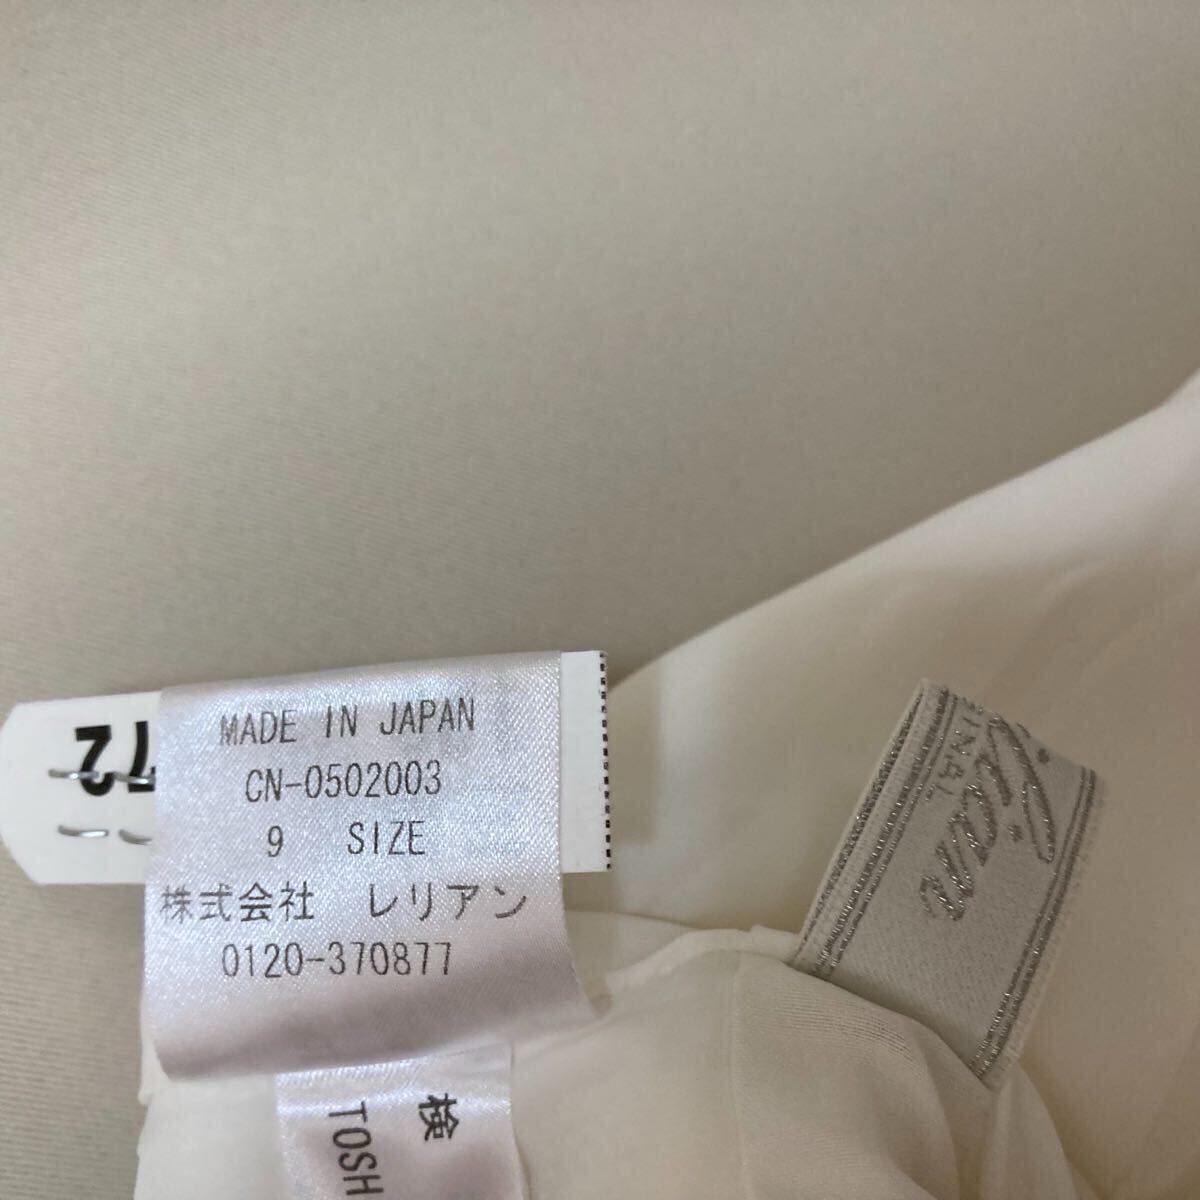 72
MADE IN JAPAN
CN-0502003
9 SIZE
株式会社 レリアン
0120-370877
検
TOSH